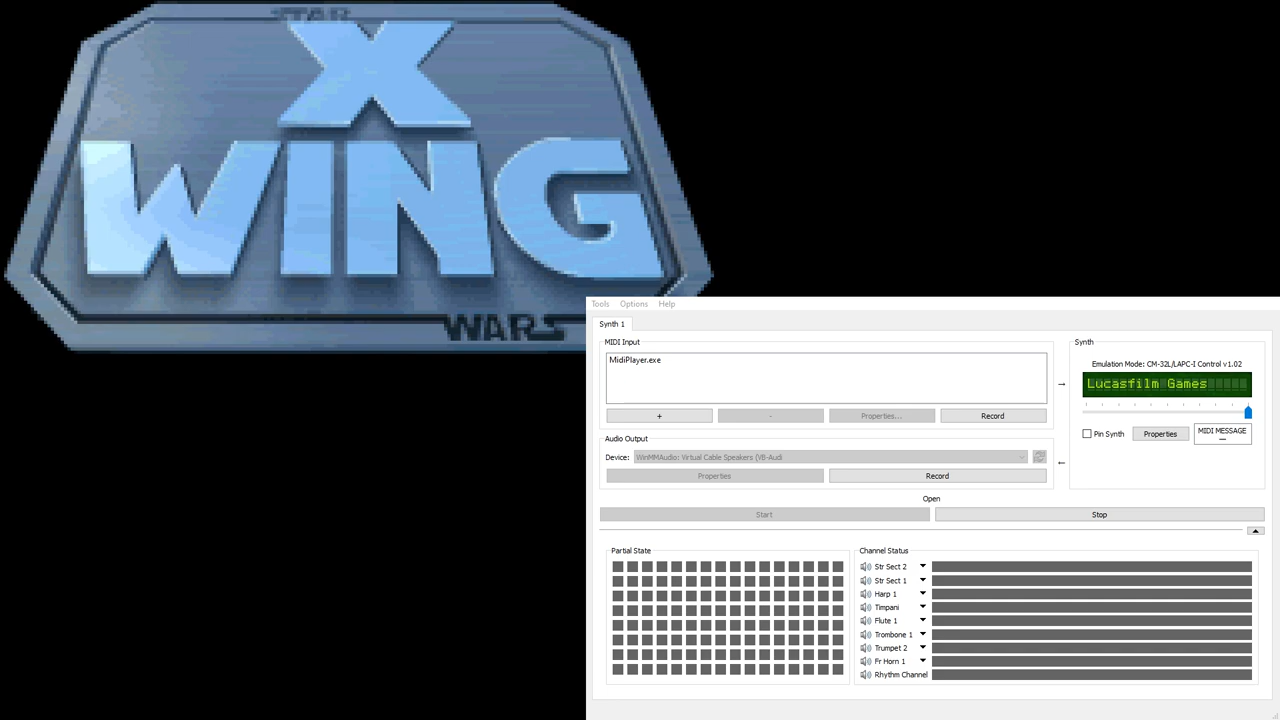 STAR
X
WING
WARS
Tools Options Help
Synth 1
MIDI Input
MidiPlayer.exe
+ - Properties... Record
Audio Output
Device: WinMMAudio: Virtual Cable Speakers (VB-Audi
Properties Record
→
←
Synth
Emulation Mode: CM-32L/LAPC-I Control v1.02
Lucasfilm Games
Pin Synth Properties MIDI MESSAGE
Open
Start Stop
Partial State
Channel Status
Str Sect 2
Str Sect 1
Harp 1
Timpani
Flute 1
Trombone 1
Trumpet 2
Fr Horn 1
Rhythm Channel